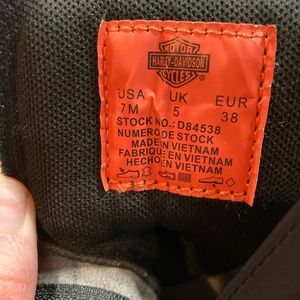 MOTOR
HARLEY-DAVIDSON
CYCLES
USA UK EUR
7M 5 38
STOCK NO.: D84538
NUMERO DE STOCK
MADE IN VIETNAM
FABRIQUE EN VIETNAM
HECHO EN VIETNAM